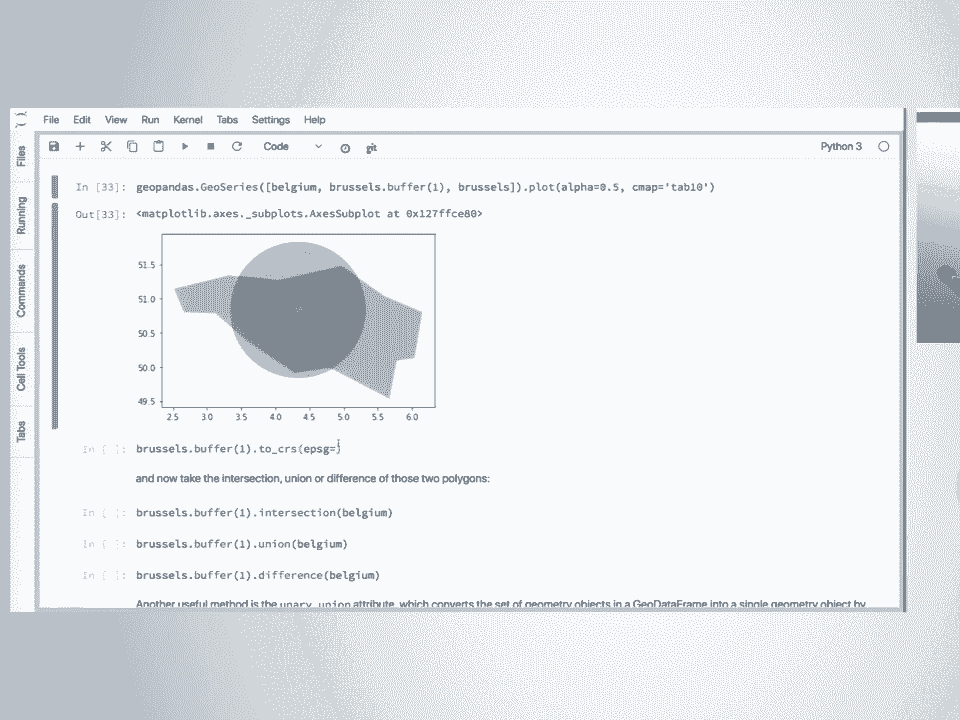 File Edit View Run Kernel Tabs Settings Help
Code
git
Python 3
Files
Running
Commands
Cell Tools
Tabs
In [33]: geopandas.GeoSeries([belgium, brussels.buffer(1), brussels]).plot(alpha=0.5, cmap='tab10')
Out[33]: <matplotlib.axes._subplots.AxesSubplot at 0x127ffce80>
51.5
51.0
50.5
50.0
49.5
2.5 3.0 3.5 4.0 4.5 5.0 5.5 6.0
In [ ]: brussels.buffer(1).to_crs(epsg=)
and now take the intersection, union or difference of those two polygons:
In [ ]: brussels.buffer(1).intersection(belgium)
In [ ]: brussels.buffer(1).union(belgium)
In [ ]: brussels.buffer(1).difference(belgium)
Another useful method is the unary_union attribute, which converts the set of geometry objects in a GeoDataFrame into a single geometry object by